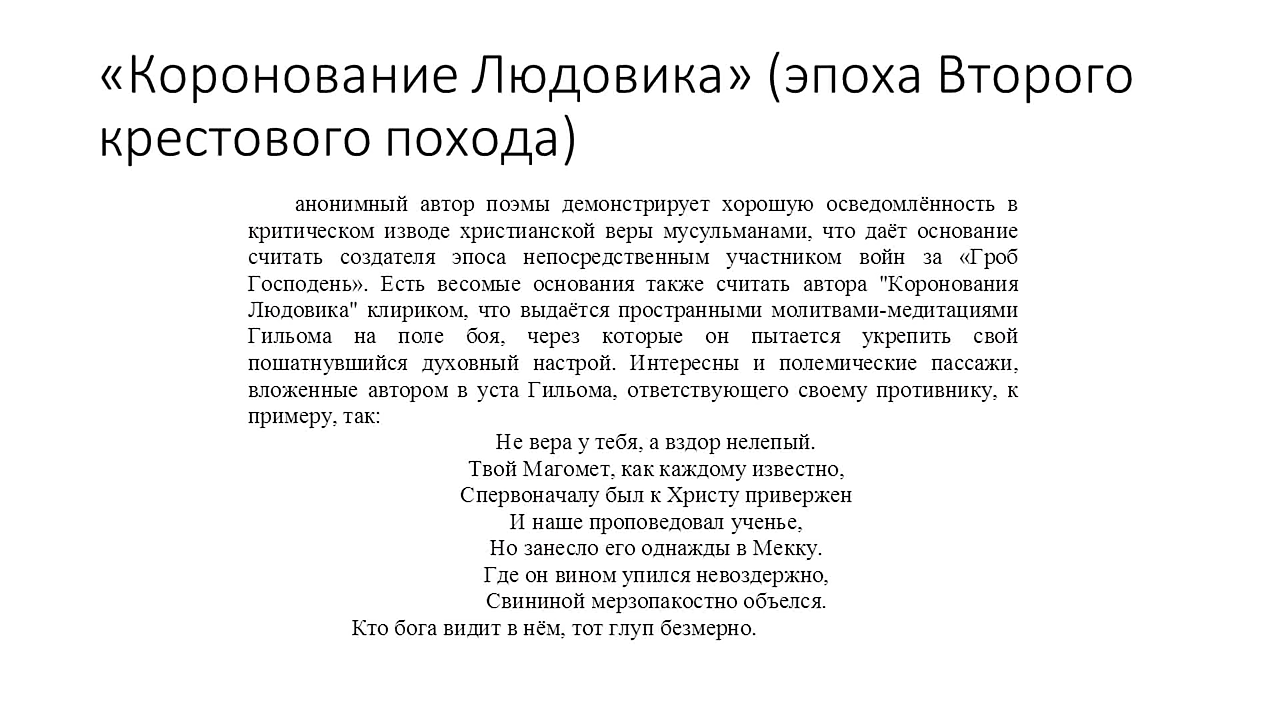 «Коронование Людовика» (эпоха Второго
крестового похода)
анонимный автор поэмы демонстрирует хорошую осведомлённость в
критическом изводе христианской веры мусульманами, что даёт основание
считать создателя эпоса непосредственным участником войн за «Гроб
Господень». Есть весомые основания также считать автора "Коронования
Людовика" клириком, что выдаётся пространными молитвами-медитациями
Гильома на поле боя, через которые он пытается укрепить свой
пошатнувшийся духовный настрой. Интересны и полемические пассажи,
вложенные автором в уста Гильома, ответствующего своему противнику, к
примеру, так:
Не вера у тебя, а вздор нелепый.
Твой Магомет, как каждому известно,
Спервоначалу был к Христу привержен
И наше проповедовал ученье,
Но занесло его однажды в Мекку.
Где он вином упился невоздержно,
Свининой мерзопакостно объелся.
Кто бога видит в нём, тот глуп безмерно.